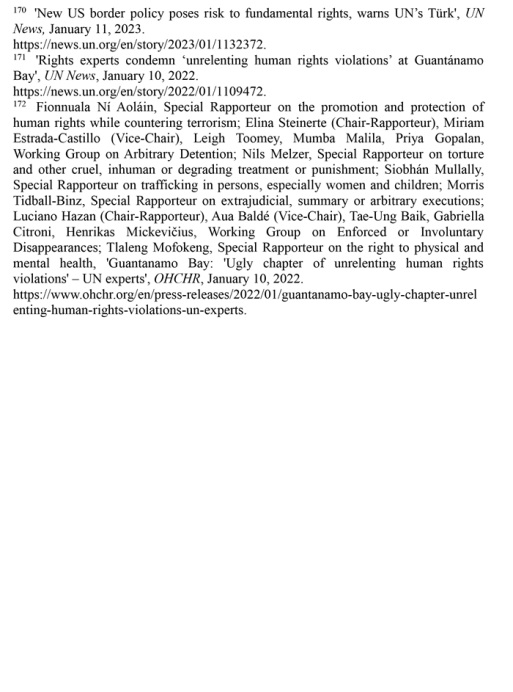 170 'New US border policy poses risk to fundamental rights, warns UN’s Türk', UN
News, January 11, 2023.
https://news.un.org/en/story/2023/01/1132372.
171 'Rights experts condemn ‘unrelenting human rights violations’ at Guantánamo
Bay', UN News, January 10, 2022.
https://news.un.org/en/story/2022/01/1109472.
172 Fionnuala Ní Aoláin, Special Rapporteur on the promotion and protection of
human rights while countering terrorism; Elina Steinerte (Chair-Rapporteur), Miriam
Estrada-Castillo (Vice-Chair), Leigh Toomey, Mumba Malila, Priya Gopalan,
Working Group on Arbitrary Detention; Nils Melzer, Special Rapporteur on torture
and other cruel, inhuman or degrading treatment or punishment; Siobhán Mullally,
Special Rapporteur on trafficking in persons, especially women and children; Morris
Tidball-Binz, Special Rapporteur on extrajudicial, summary or arbitrary executions;
Luciano Hazan (Chair-Rapporteur), Aua Baldé (Vice-Chair), Tae-Ung Baik, Gabriella
Citroni, Henrikas Mickevičius, Working Group on Enforced or Involuntary
Disappearances; Tlaleng Mofokeng, Special Rapporteur on the right to physical and
mental health, 'Guantanamo Bay: 'Ugly chapter of unrelenting human rights
violations' – UN experts', OHCHR, January 10, 2022.
https://www.ohchr.org/en/press-releases/2022/01/guantanamo-bay-ugly-chapter-unrel
enting-human-rights-violations-un-experts.